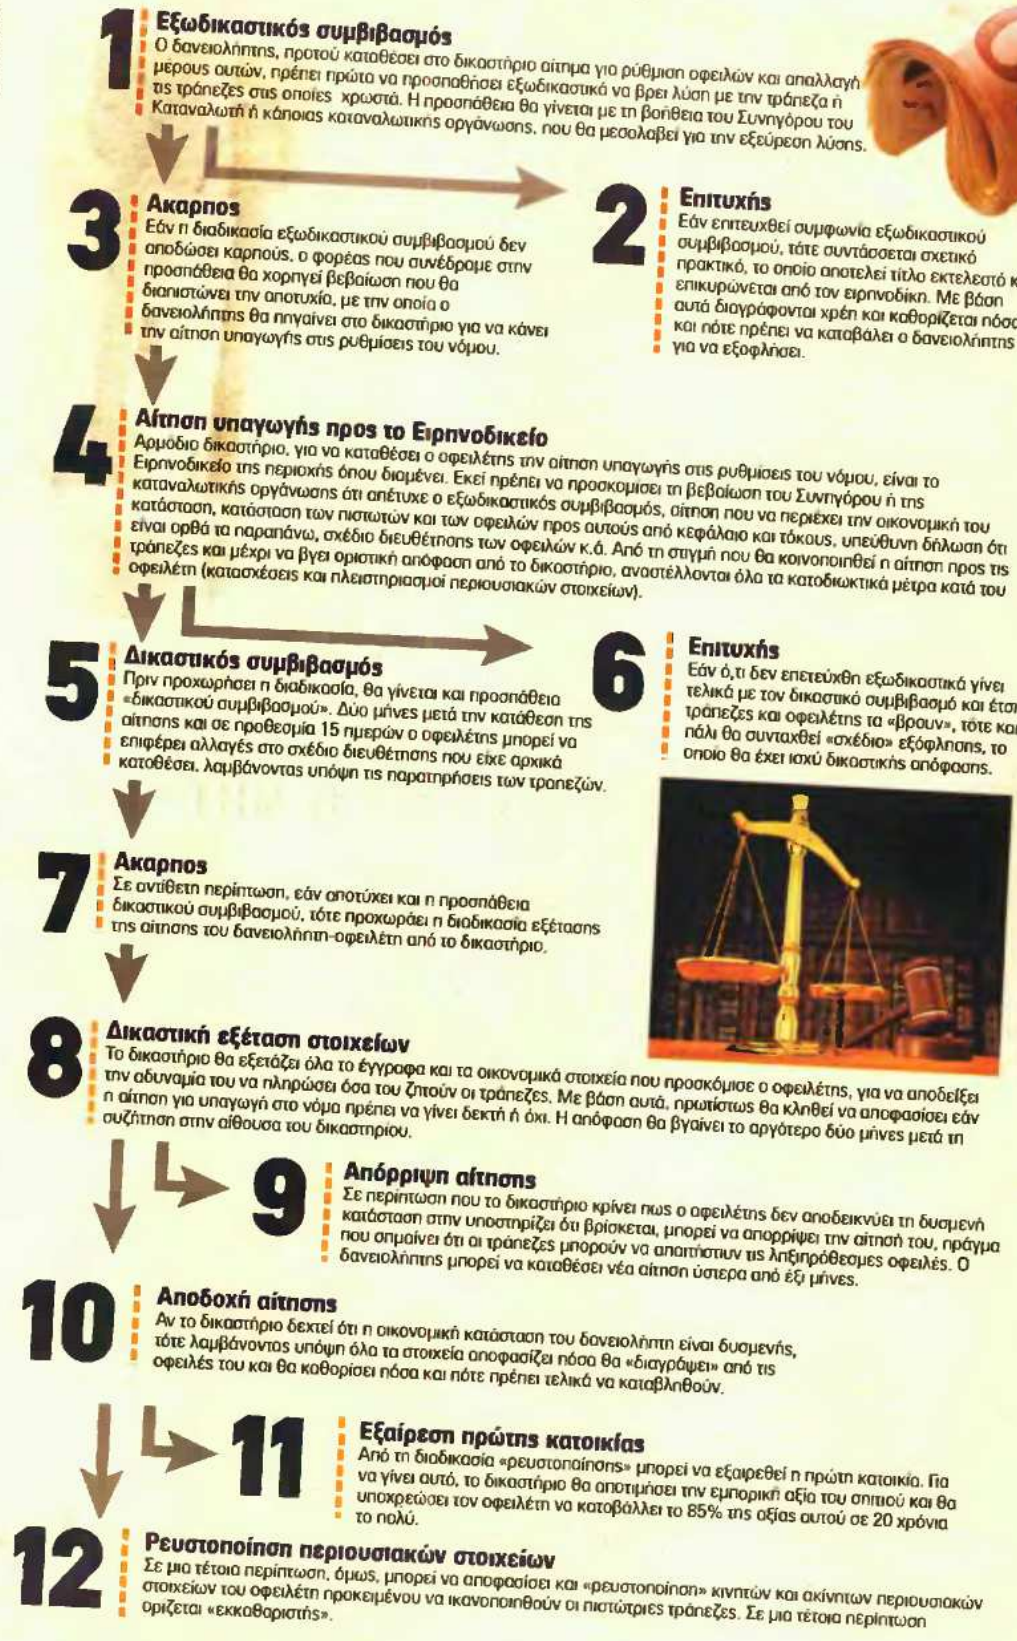 1
Εξωδικαστικός συμβιβασμός
Ο δανειολήπτης, προτού καταθέσει στο δικαστήριο αίτημα για ρύθμιση οφειλών και απαλλαγή
μέρους αυτών, πρέπει πρώτα να προσπαθήσει εξωδικαστικά να βρει λύση με την τράπεζα ή
τις τράπεζες στις οποίες χρωστά. Η προσπάθεια θα γίνεται με τη βοήθεια του Συνηγόρου του
Καταναλωτή ή κάποιας καταναλωτικής οργάνωσης, που θα μεσολαβεί για την εξεύρεση λύσης.
3
Ακαρπος
Εάν η διαδικασία εξωδικαστικού συμβιβασμού δεν
αποδώσει καρπούς, ο φορέας που συνέδραμε στην
προσπάθεια θα χορηγεί βεβαίωση που θα
διαπιστώνει την αποτυχία, με την οποία ο
δανειολήπτης θα πηγαίνει στο δικαστήριο για να κάνει
την αίτηση υπαγωγής στις ρυθμίσεις του νόμου.
2
Επιτυχής
Εάν επιτευχθεί συμφωνία εξωδικαστικού
συμβιβασμού, τότε συντάσσεται σχετικό
πρακτικό, το οποίο αποτελεί τίτλο εκτελεστό κ
επικυρώνεται από τον ειρηνοδίκη. Με βάση
αυτά διαγράφονται χρέη και καθορίζεται πόσα
και πότε πρέπει να καταβάλει ο δανειολήπτης
για να εξοφλήσει.
4
Αίτηση υπαγωγής προς το Ειρηνοδικείο
Αρμόδιο δικαστήριο, για να καταθέσει ο οφειλέτης την αίτηση υπαγωγής στις ρυθμίσεις του νόμου, είναι το
Ειρηνοδικείο της περιοχής όπου διαμένει. Εκεί πρέπει να προσκομίσει τη βεβαίωση του Συνηγόρου ή της
καταναλωτικής οργάνωσης ότι απέτυχε ο εξωδικαστικός συμβιβασμός, αίτηση που να περιέχει την οικονομική του
κατάσταση, κατάσταση των πιστωτών και των οφειλών προς αυτούς από κεφάλαιο και τόκους, υπεύθυνη δήλωση ότι
είναι ορθά τα παραπάνω, σχέδιο διευθέτησης των οφειλών κ.ά. Από τη στιγμή που θα κοινοποιηθεί η αίτηση προς τις
τράπεζες και μέχρι να βγει οριστική απόφαση από το δικαστήριο, αναστέλλονται όλα τα καταδιωκτικά μέτρα κατά του
οφειλέτη (κατασχέσεις και πλειστηριασμοί περιουσιακών στοιχείων).
5
Δικαστικός συμβιβασμός
Πριν προχωρήσει η διαδικασία, θα γίνεται και προσπάθεια
«δικαστικού συμβιβασμού». Δύο μήνες μετά την κατάθεση της
αίτησης και σε προθεσμία 15 ημερών ο οφειλέτης μπορεί να
επιφέρει αλλαγές στο σχέδιο διευθέτησης που είχε αρχικά
καταθέσει, λαμβάνοντας υπόψη τις παρατηρήσεις των τραπεζών.
6
Επιτυχής
Εάν ό,τι δεν επετεύχθη εξωδικαστικά γίνει
τελικά με τον δικαστικό συμβιβασμό και έτσι
τράπεζες και οφειλέτης τα «βρουν», τότε και
πάλι θα συνταχθεί «σχέδιο» εξόφλησης, το
οποίο θα έχει ισχύ δικαστικής απόφασης.
7
Ακαρπος
Σε αντίθετη περίπτωση, εάν αποτύχει και η προσπάθεια
δικαστικού συμβιβασμού, τότε προχωράει η διαδικασία εξέτασης
της αίτησης του δανειολήπτη-οφειλέτη από το δικαστήριο.
8
Δικαστική εξέταση στοιχείων
Το δικαστήριο θα εξετάζει όλα το έγγραφα και τα οικονομικά στοιχεία που προσκόμισε ο οφειλέτης, για να αποδείξει
την αδυναμία του να πληρώσει όσα του ζητούν οι τράπεζες. Με βάση αυτά, πρωτίστως θα κληθεί να αποφασίσει εάν
η αίτηση για υπαγωγή στο νόμο πρέπει να γίνει δεκτή ή όχι. Η απόφαση θα βγαίνει το αργότερο δύο μήνες μετά τη
συζήτηση στην αίθουσα του δικαστηρίου.
9
Απόρριψη αίτησης
Σε περίπτωση που το δικαστήριο κρίνει πως ο οφειλέτης δεν αποδεικνύει τη δυσμενή
κατάσταση στην υποστηρίζει ότι βρίσκεται, μπορεί να απορρίψει την αίτησή του, πράγμα
που σημαίνει ότι οι τράπεζες μπορούν να απαιτήσουν τις ληξιπρόθεσμες οφειλές. Ο
δανειολήπτης μπορεί να καταθέσει νέα αίτηση ύστερα από έξι μήνες.
10
Αποδοχή αίτησης
Αν το δικαστήριο δεχτεί ότι η οικονομική κατάσταση του δανειολήπτη είναι δυσμενής,
τότε λαμβάνοντας υπόψη όλα τα στοιχεία αποφασίζει πόσα θα «διαγράψει» από τις
οφειλές του και θα καθορίσει πόσα και πότε πρέπει τελικά να καταβληθούν.
11
Εξαίρεση πρώτης κατοικίας
Από τη διαδικασία «ρευστοποίησης» μπορεί να εξαιρεθεί η πρώτη κατοικία. Για
να γίνει αυτό, το δικαστήριο θα αποτιμήσει την εμπορική αξία του σπιτιού και θα
υποχρεώσει τον οφειλέτη να καταβάλλει το 85% της αξίας αυτού σε 20 χρόνια
το πολύ.
12
Ρευστοποίηση περιουσιακών στοιχείων
Σε μια τέτοια περίπτωση, όμως, μπορεί να αποφασίσει και «ρευστοποίηση» κινητών και ακίνητων περιουσιακών
στοιχείων του οφειλέτη προκειμένου να ικανοποιηθούν οι πιστώτριες τράπεζες. Σε μια τέτοια περίπτωση
ορίζεται «εκκαθαριστής».